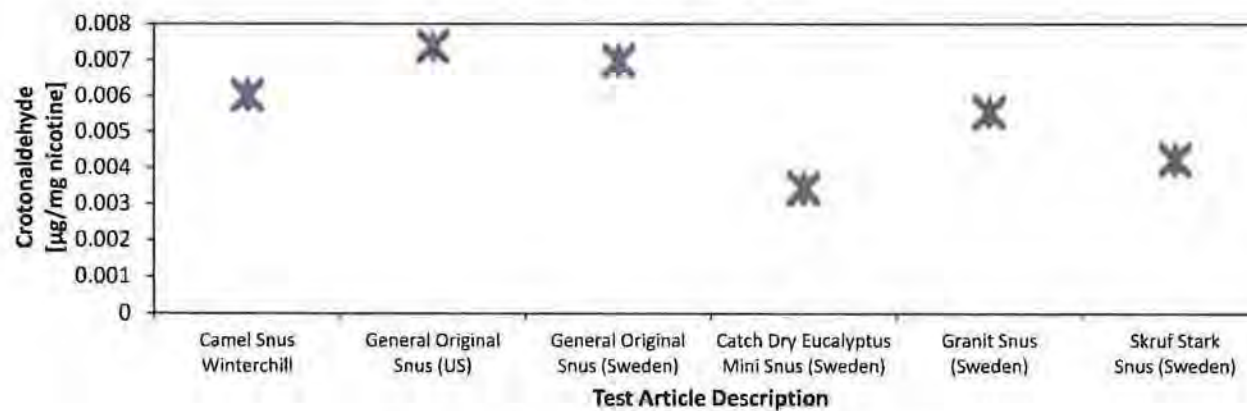 Crotonaldehyde
[µg/mg nicotine]
0.008
0.007
0.006
0.005
0.004
0.003
0.002
0.001
0
Camel Snus
Winterchill
General Original
Snus (US)
General Original
Snus (Sweden)
Catch Dry Eucalyptus
Mini Snus (Sweden)
Granit Snus
(Sweden)
Skruf Stark
Snus (Sweden)
Test Article Description